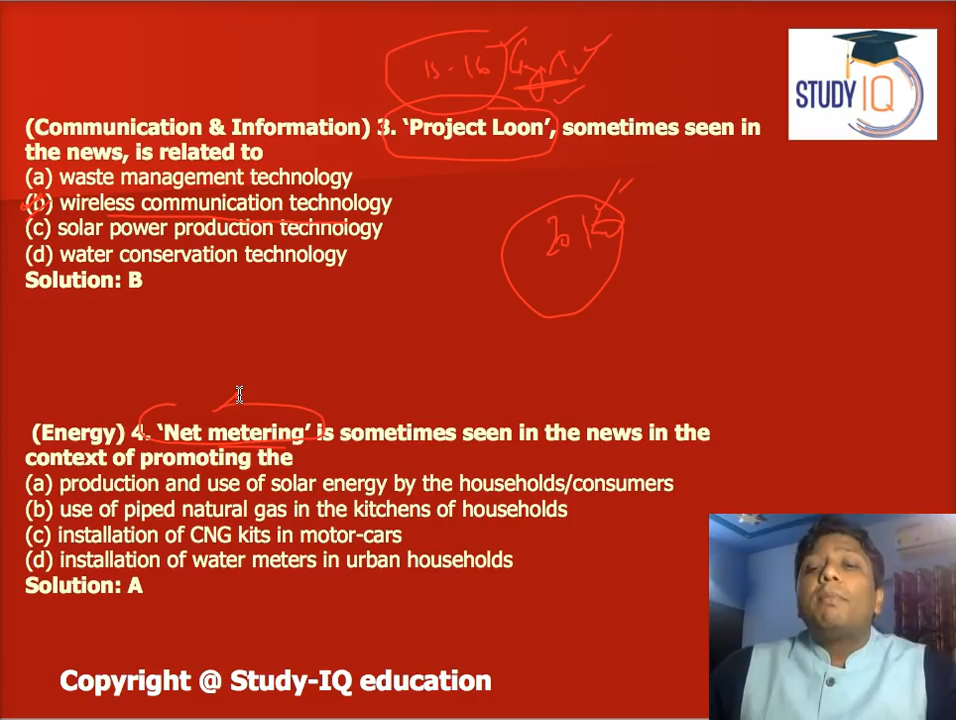 15-16
STUDY IQ
(Communication & Information) 3. ‘Project Loon’, sometimes seen in
the news, is related to
(a) waste management technology
(b) wireless communication technology
(c) solar power production technology
(d) water conservation technology
Solution: B
(Energy) 4. ‘Net metering’ is sometimes seen in the news in the
context of promoting the
(a) production and use of solar energy by the households/consumers
(b) use of piped natural gas in the kitchens of households
(c) installation of CNG kits in motor-cars
(d) installation of water meters in urban households
Solution: A
Copyright @ Study-IQ education